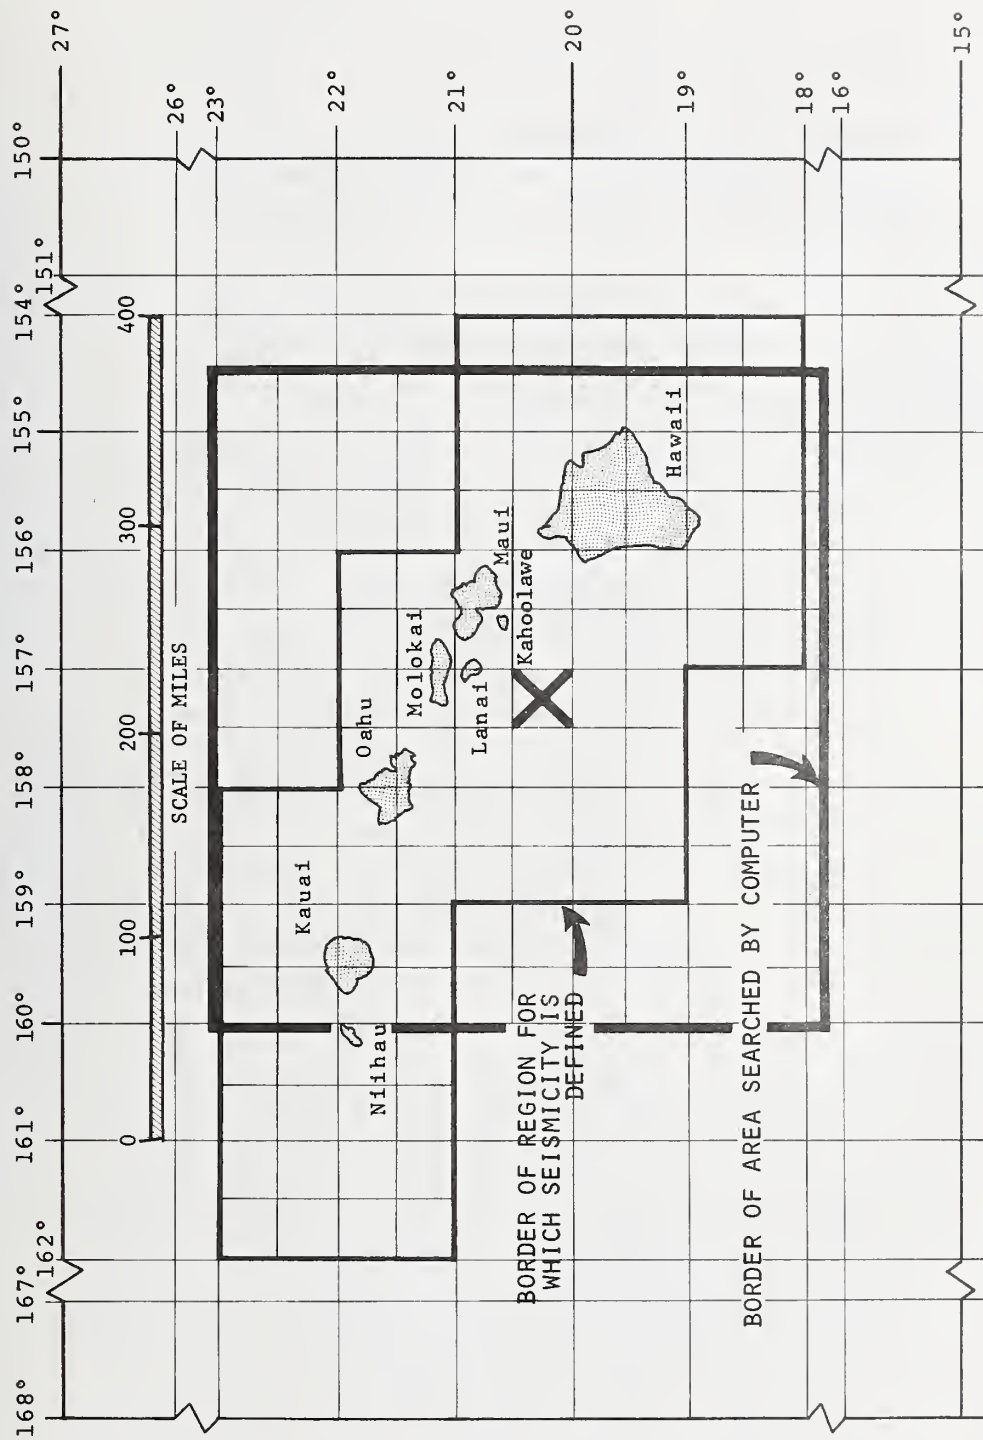 168° 167° 162° 161° 160° 159° 158° 157° 156° 155° 154° 151° 150°
27°
0 100 200 300 400
SCALE OF MILES
26°
23°
22°
21°
20°
19°
18°
16°
15°
Kauai
Niihau
Oahu
Molokai
Lanai
Maui
Kahoolawe
Hawaii
BORDER OF REGION FOR
WHICH SEISMICITY IS
DEFINED
BORDER OF AREA SEARCHED BY COMPUTER